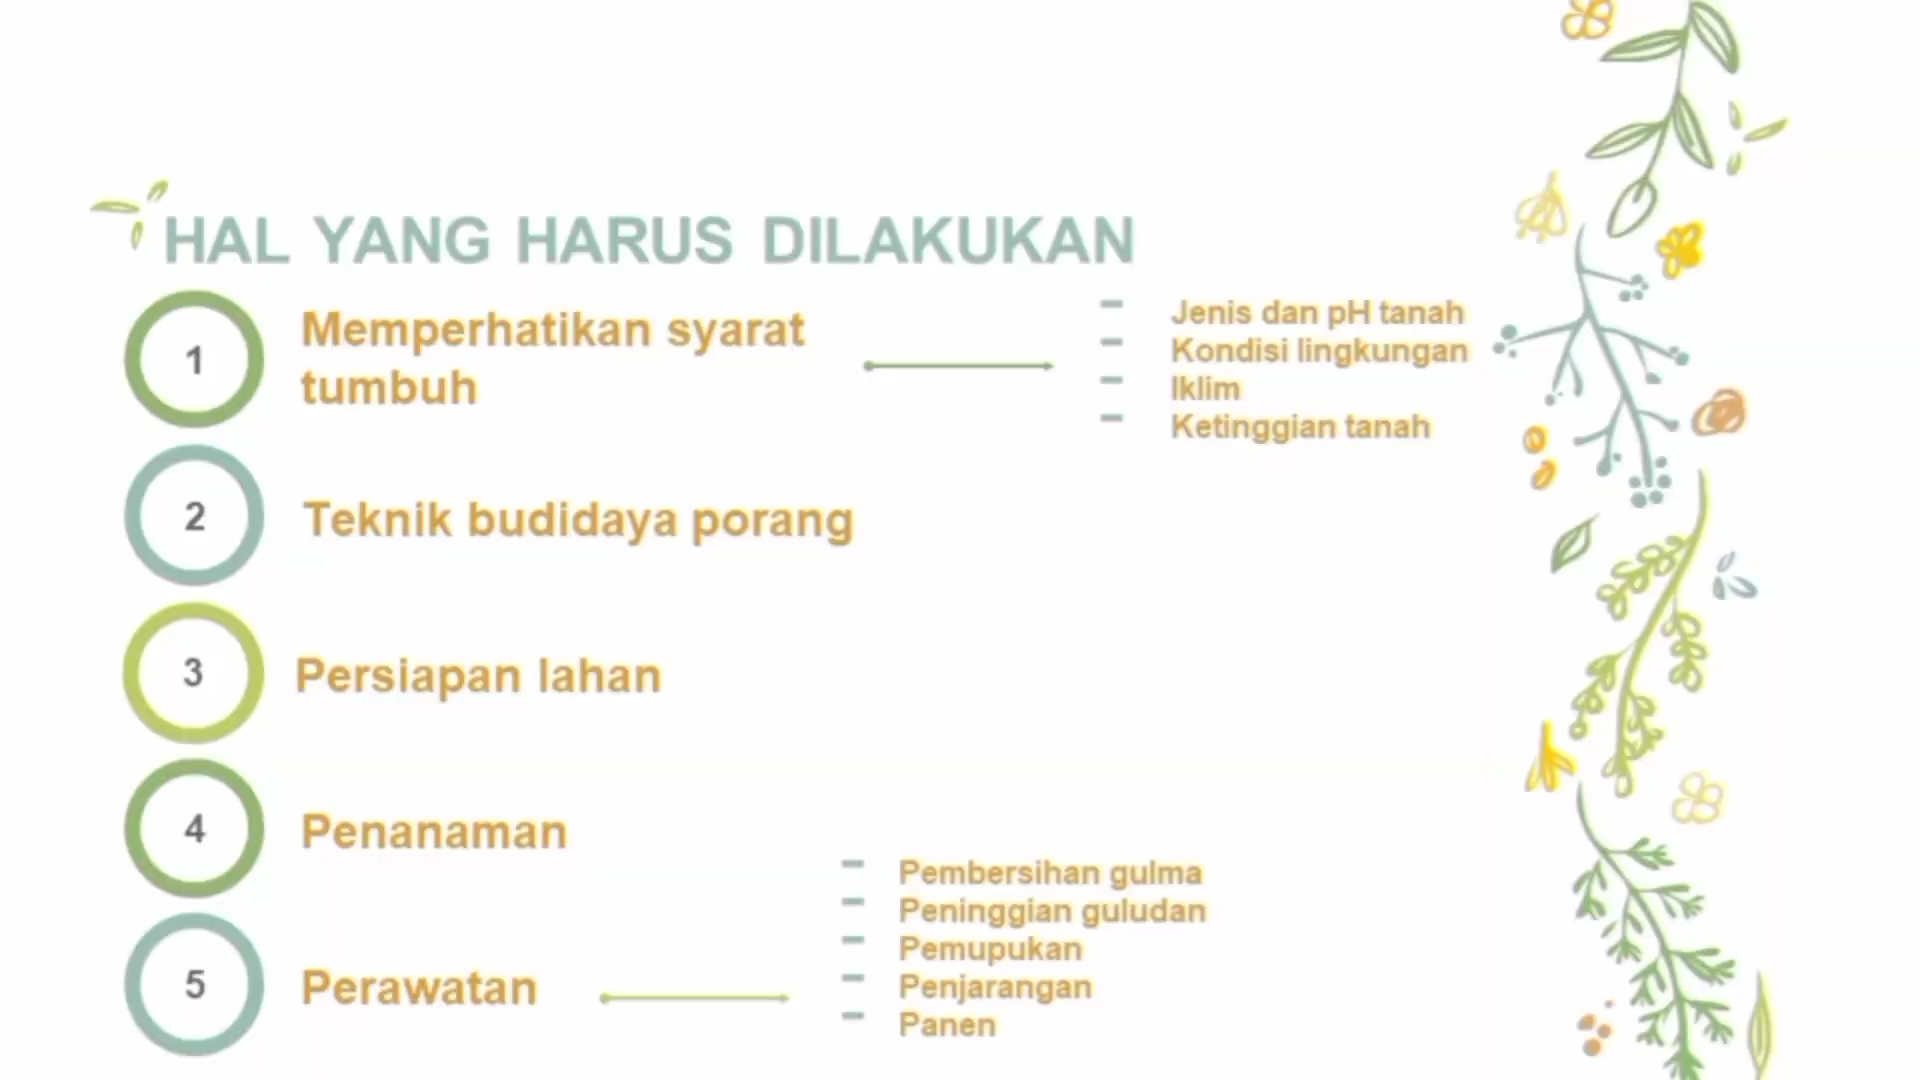 HAL YANG HARUS DILAKUKAN
1
Memperhatikan syarat
tumbuh
- Jenis dan pH tanah
- Kondisi lingkungan
- Iklim
- Ketinggian tanah
2
Teknik budidaya porang
3
Persiapan lahan
4
Penanaman
5
Perawatan
- Pembersihan gulma
- Peninggian guludan
- Pemupukan
- Penjarangan
- Panen